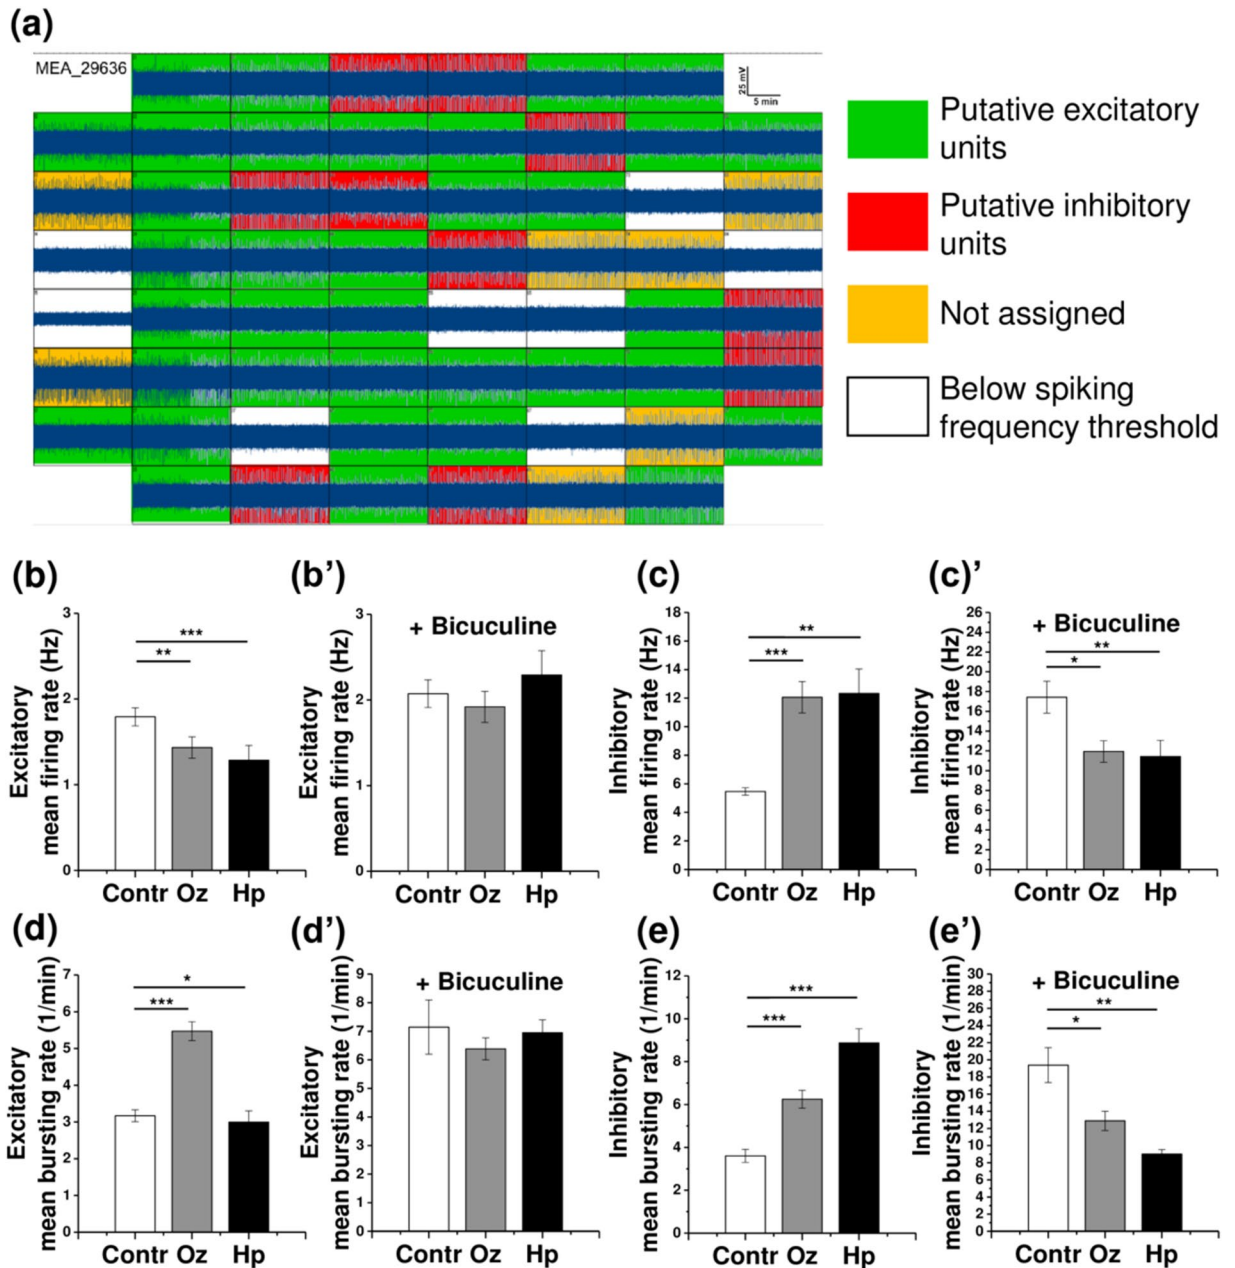 (a)
MEA_29636
25 mV
5 min
Putative excitatory
units
Putative inhibitory
units
Not assigned
Below spiking
frequency threshold
(b)
Excitatory
mean firing rate (Hz)
3
2
1
0
***
**
Contr Oz Hp
(b')
Excitatory
mean firing rate (Hz)
3
2
1
0
+ Bicuculine
Contr Oz Hp
(c)
Inhibitory
mean firing rate (Hz)
18
16
14
12
10
8
6
4
2
0
**
***
Contr Oz Hp
(c)'
Inhibitory
mean firing rate (Hz)
26
24
22
20
18
16
14
12
10
8
6
4
2
0
+ Bicuculine
**
*
Contr Oz Hp
(d)
Excitatory
mean bursting rate (1/min)
7
6
5
4
3
2
1
0
*
***
Contr Oz Hp
(d')
Excitatory
mean bursting rate (1/min)
9
8
7
6
5
4
3
2
1
0
+ Bicuculine
Contr Oz Hp
(e)
Inhibitory
mean bursting rate (1/min)
12
10
8
6
4
2
0
***
***
Contr Oz Hp
(e')
Inhibitory
mean bursting rate (1/min)
30
28
26
24
22
20
18
16
14
12
10
8
6
4
2
0
+ Bicuculine
**
*
Contr Oz Hp